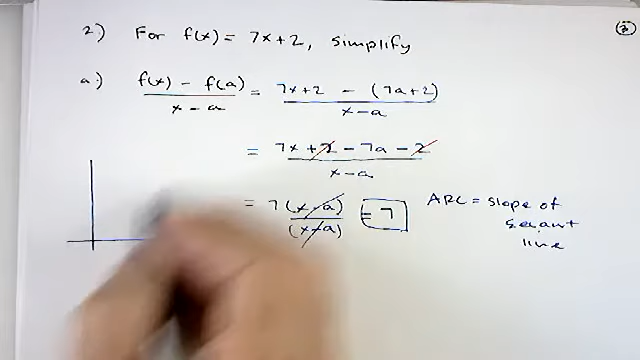 2) For f(x) = 7x+2, simplify
(3)
a.) f(x) - f(a) / x-a = 7x+2 - (7a+2) / x-a
= 7x+2-7a-2 / x-a
= 7(x-a) / (x-a) = 7
ARC = slope of
secant
line